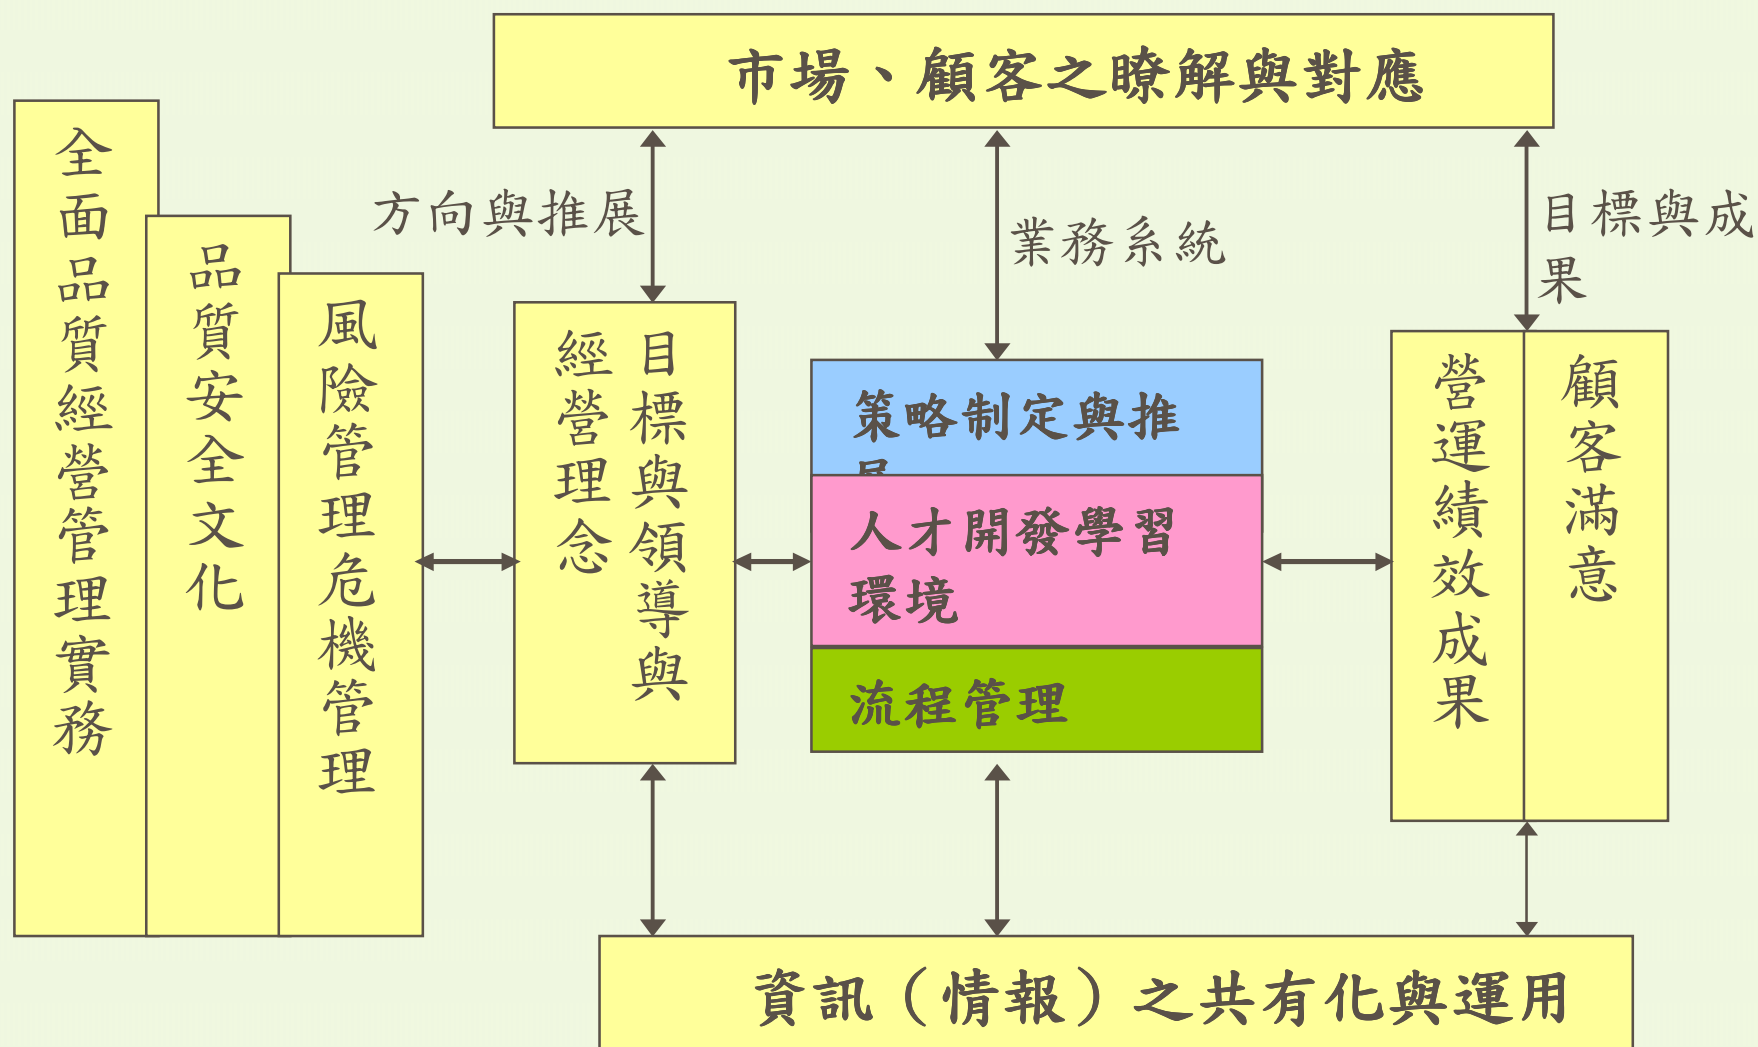 市場、顧客之瞭解與對應
全面品質經營管理實務
品質安全文化
風險管理危機管理
方向與推展
業務系統
目標與成
果
目標與領導與
經營理念
策略制定與推
人才開發學習
環境
流程管理
營運績效成果
顧客滿意
資訊（情報）之共有化與運用